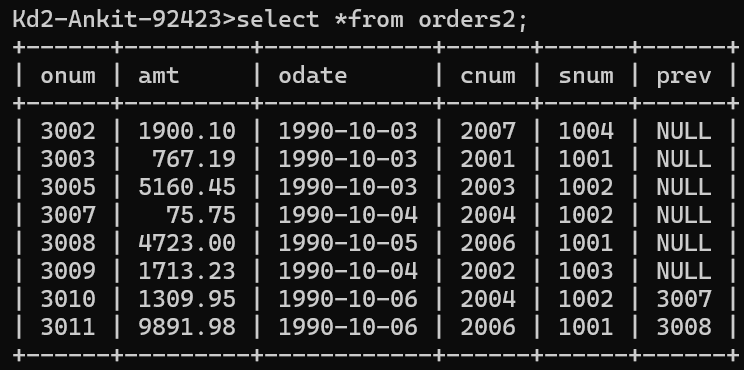 Kd2-Ankit-92423>select *from orders2;
+------+---------+------------+------+------+------+
| onum | amt     | odate      | cnum | snum | prev |
+------+---------+------------+------+------+------+
| 3002 | 1900.10 | 1990-10-03 | 2007 | 1004 | NULL |
| 3003 |  767.19 | 1990-10-03 | 2001 | 1001 | NULL |
| 3005 | 5160.45 | 1990-10-03 | 2003 | 1002 | NULL |
| 3007 |   75.75 | 1990-10-04 | 2004 | 1002 | NULL |
| 3008 | 4723.00 | 1990-10-05 | 2006 | 1001 | NULL |
| 3009 | 1713.23 | 1990-10-04 | 2002 | 1003 | NULL |
| 3010 | 1309.95 | 1990-10-06 | 2004 | 1002 | 3007 |
| 3011 | 9891.98 | 1990-10-06 | 2006 | 1001 | 3008 |
+------+---------+------------+------+------+------+